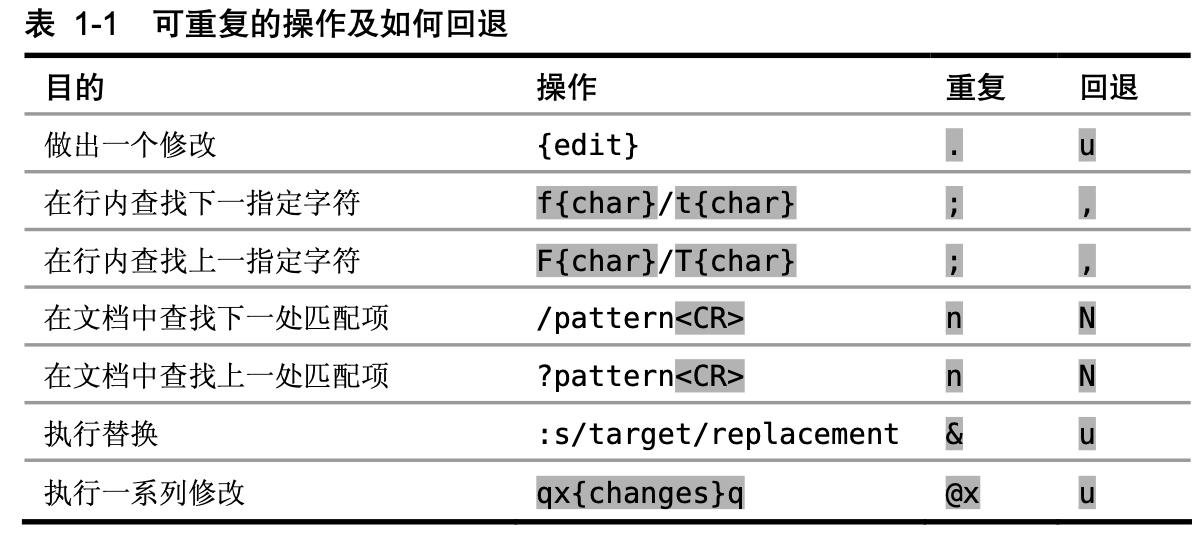 表 1-1 可重复的操作及如何回退
目的 操作 重复 回退
做出一个修改 {edit} . u
在行内查找下一指定字符 f{char}/t{char} ; ,
在行内查找上一指定字符 F{char}/T{char} ; ,
在文档中查找下一处匹配项 /pattern<CR> n N
在文档中查找上一处匹配项 ?pattern<CR> n N
执行替换 :s/target/replacement & u
执行一系列修改 qx{changes}q @x u